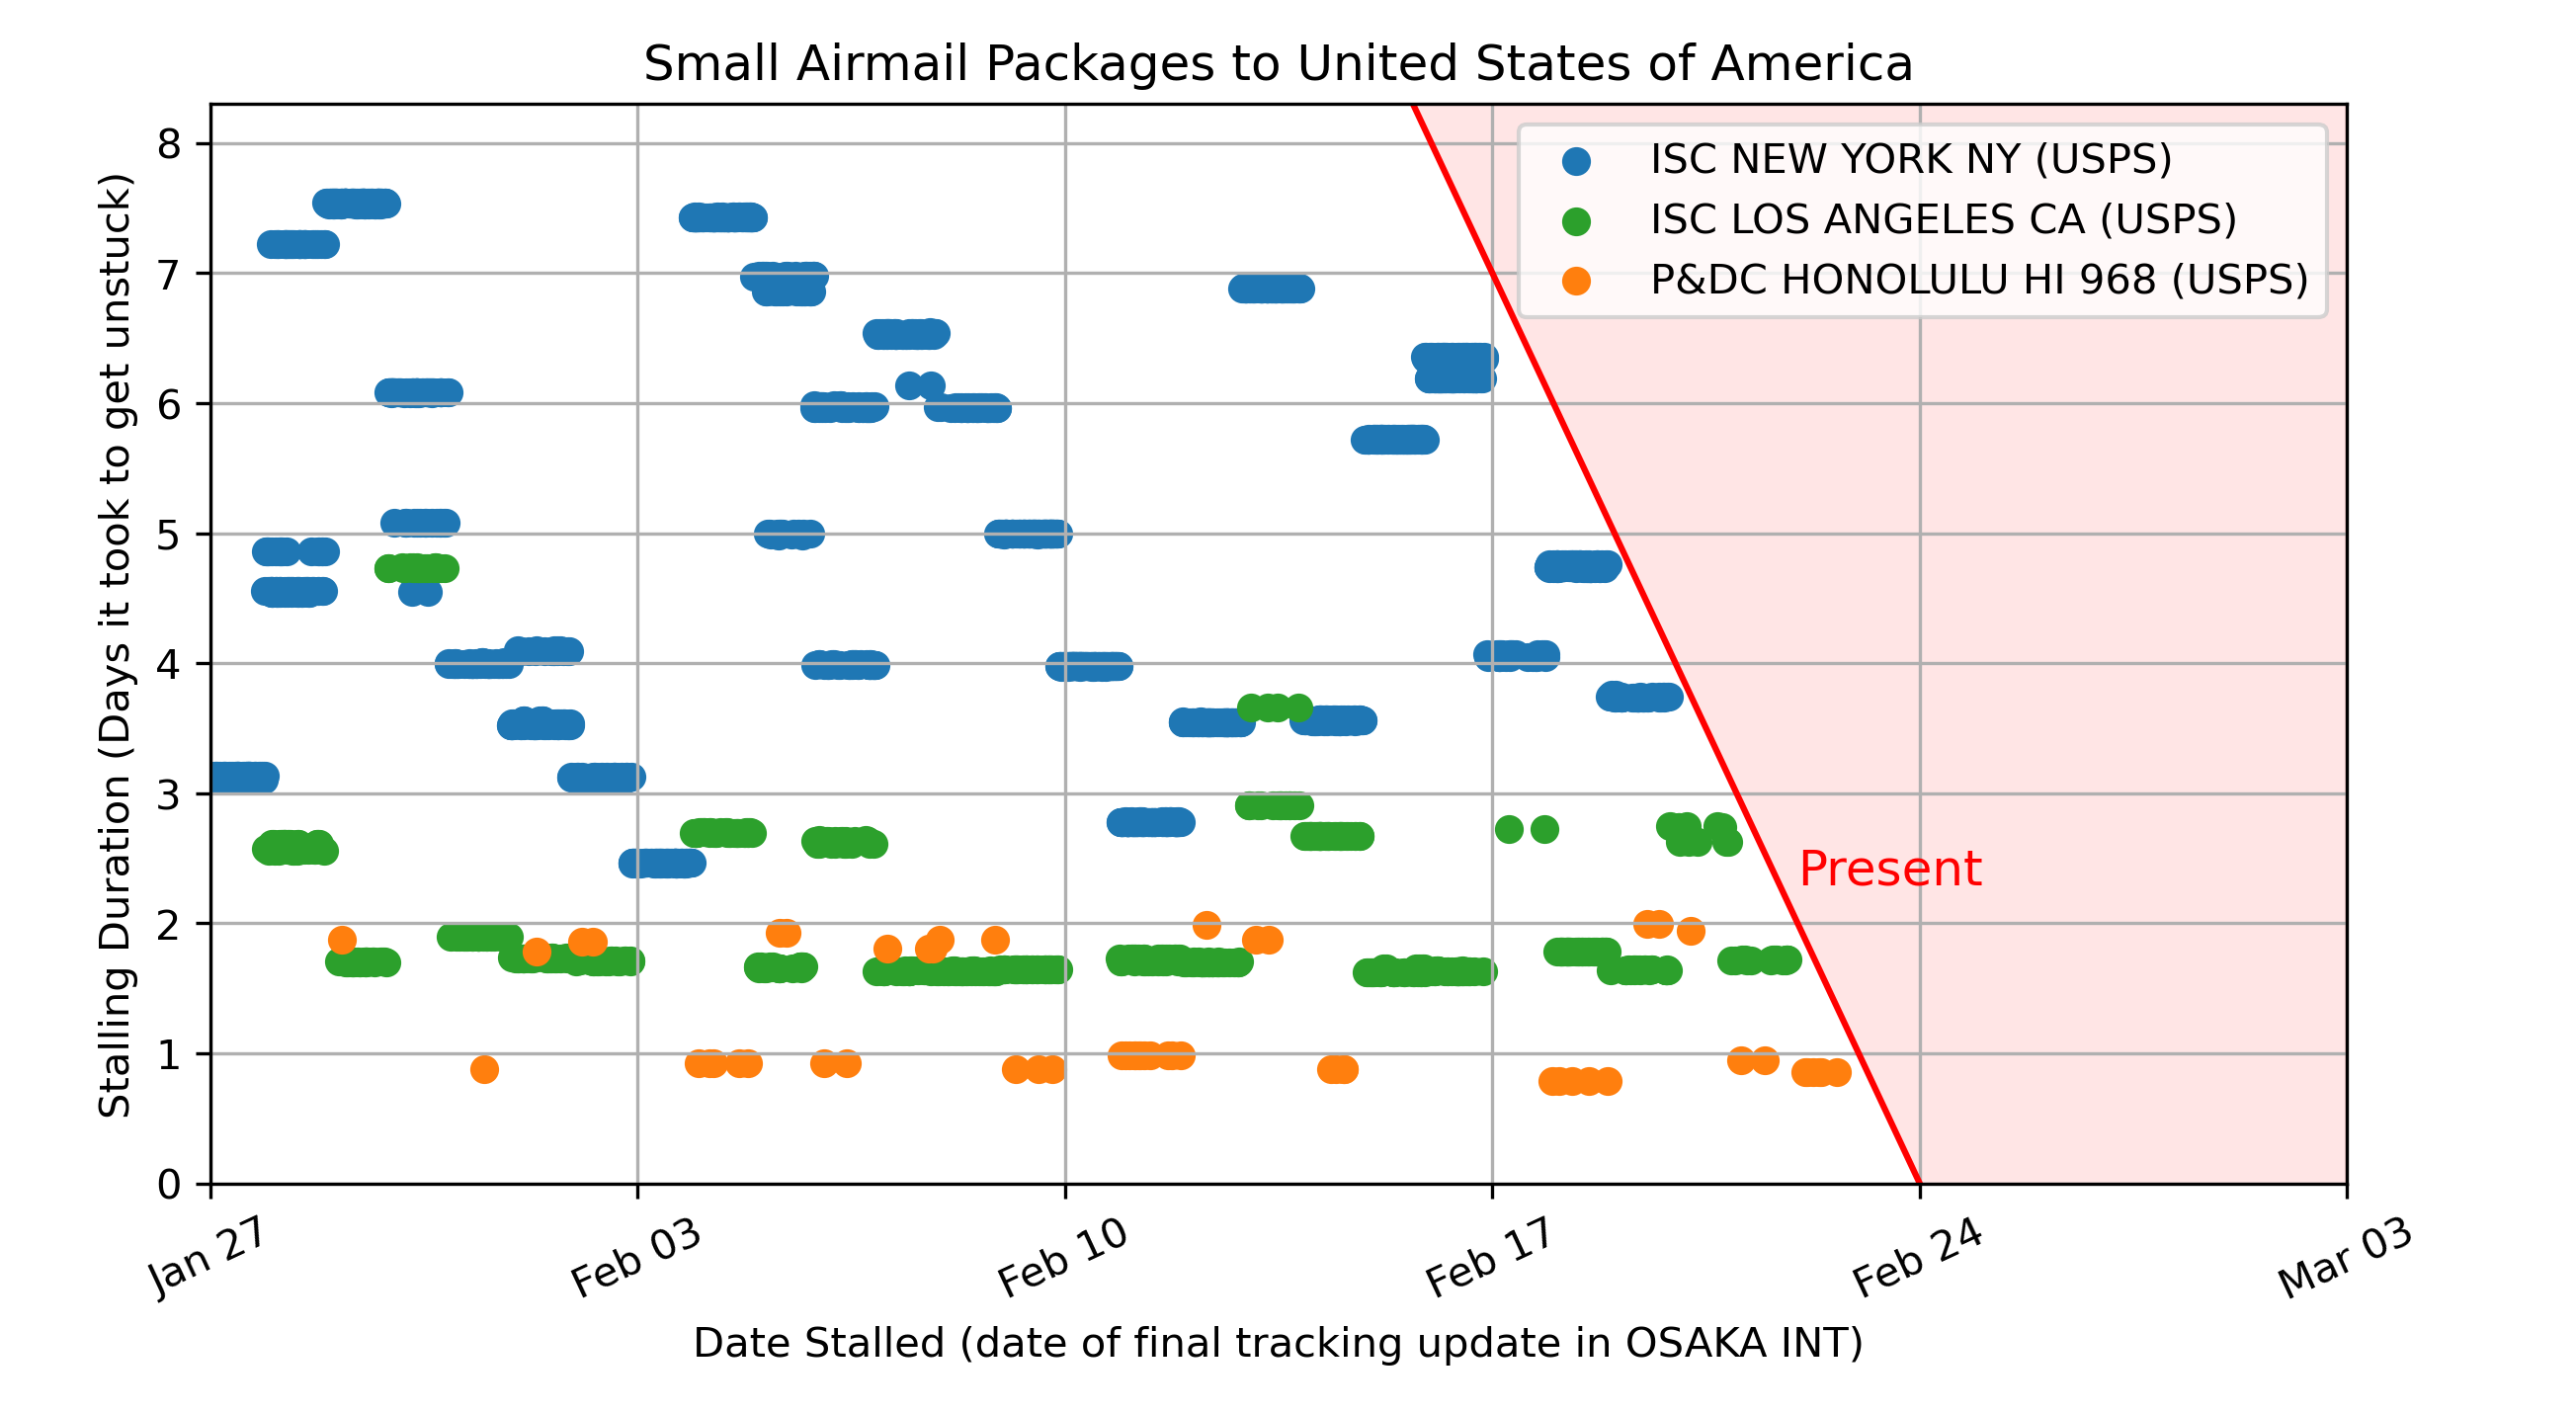 Small Airmail Packages to United States of America
Stalling Duration (Days it took to get unstuck)
8
7
6
5
4
3
2
1
0
ISC NEW YORK NY (USPS)
ISC LOS ANGELES CA (USPS)
P&DC HONOLULU HI 968 (USPS)
Present
Jan 27
Feb 03
Feb 10
Feb 17
Feb 24
Mar 03
Date Stalled (date of final tracking update in OSAKA INT)